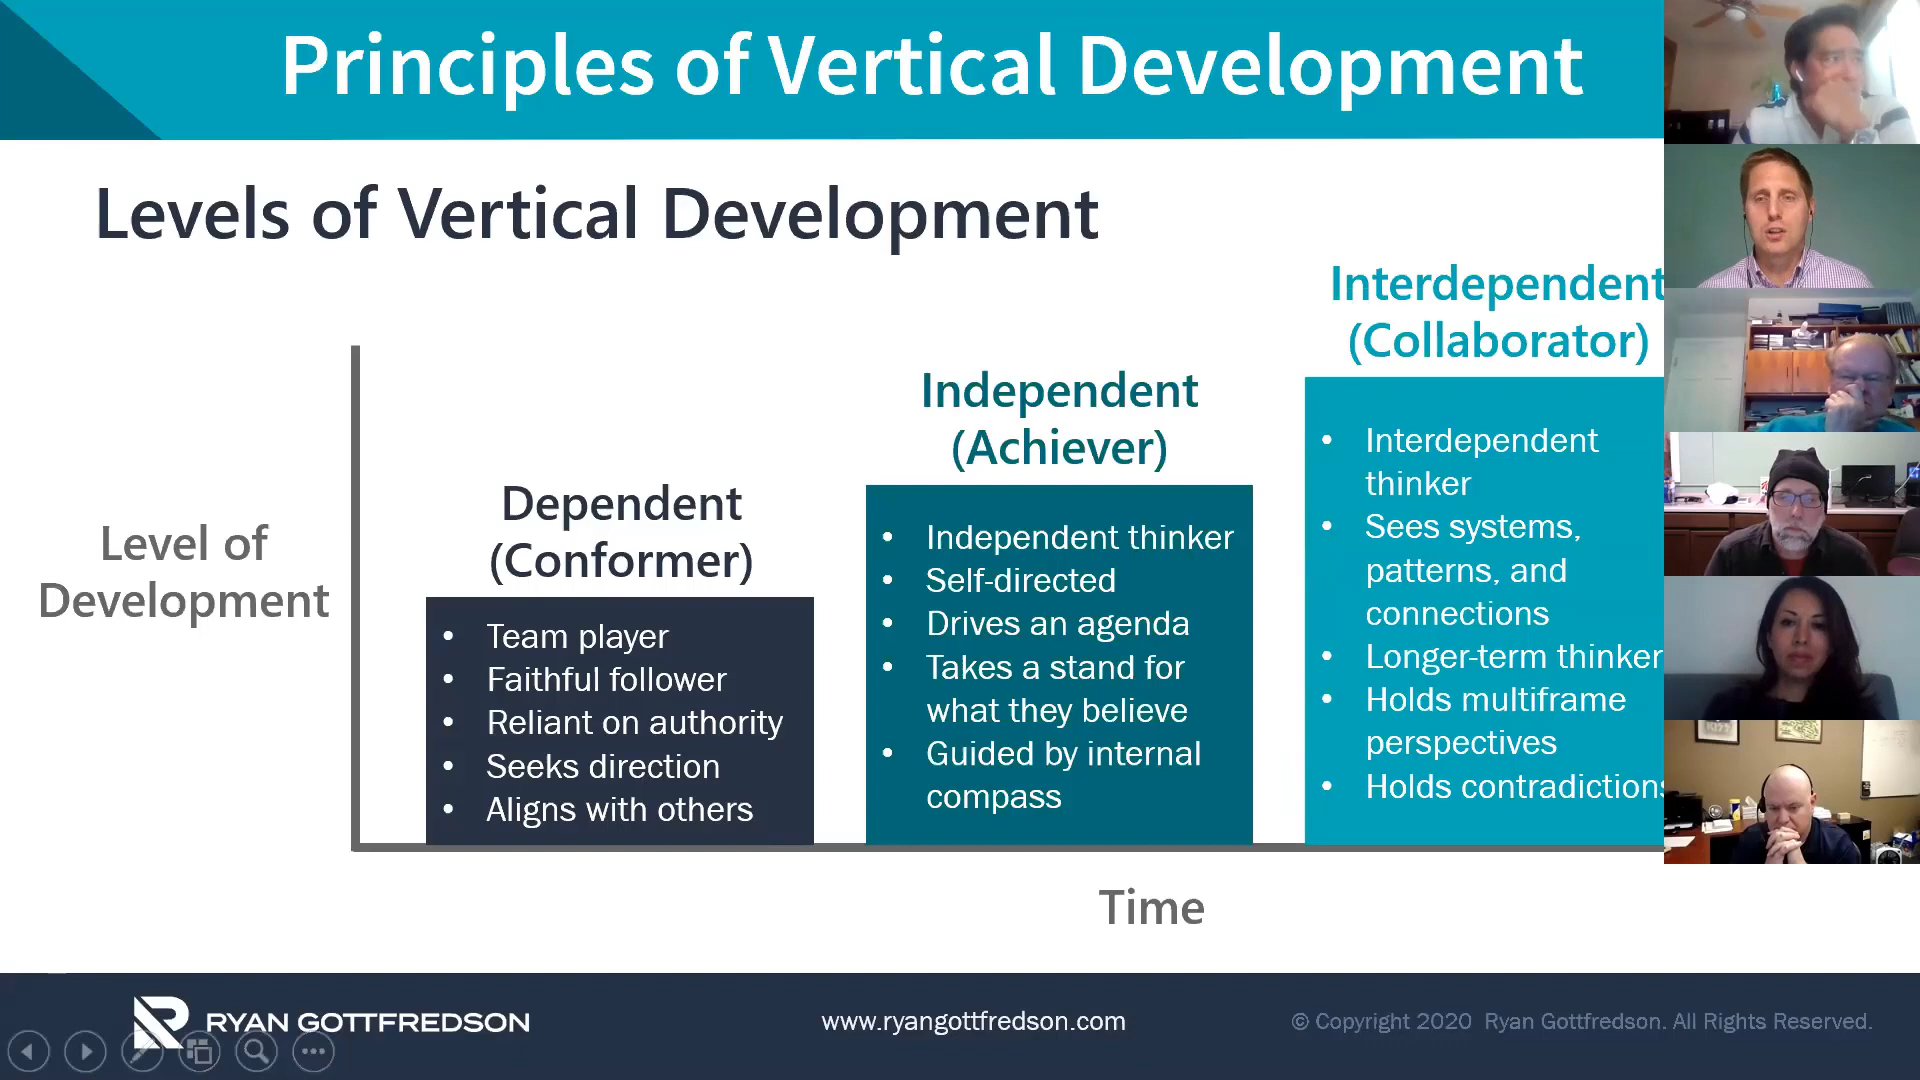 Principles of Vertical Development
Levels of Vertical Development
Level of
Development
Dependent
(Conformer)
• Team player
• Faithful follower
• Reliant on authority
• Seeks direction
• Aligns with others
Independent
(Achiever)
• Independent thinker
• Self-directed
• Drives an agenda
• Takes a stand for
what they believe
• Guided by internal
compass
Interdependent
(Collaborator)
• Interdependent
thinker
• Sees systems,
patterns, and
connections
• Longer-term thinker
• Holds multiframe
perspectives
• Holds contradictions
Time
RYAN GOTTFREDSON
www.ryangottfredson.com
© Copyright 2020 Ryan Gottfredson. All Rights Reserved.